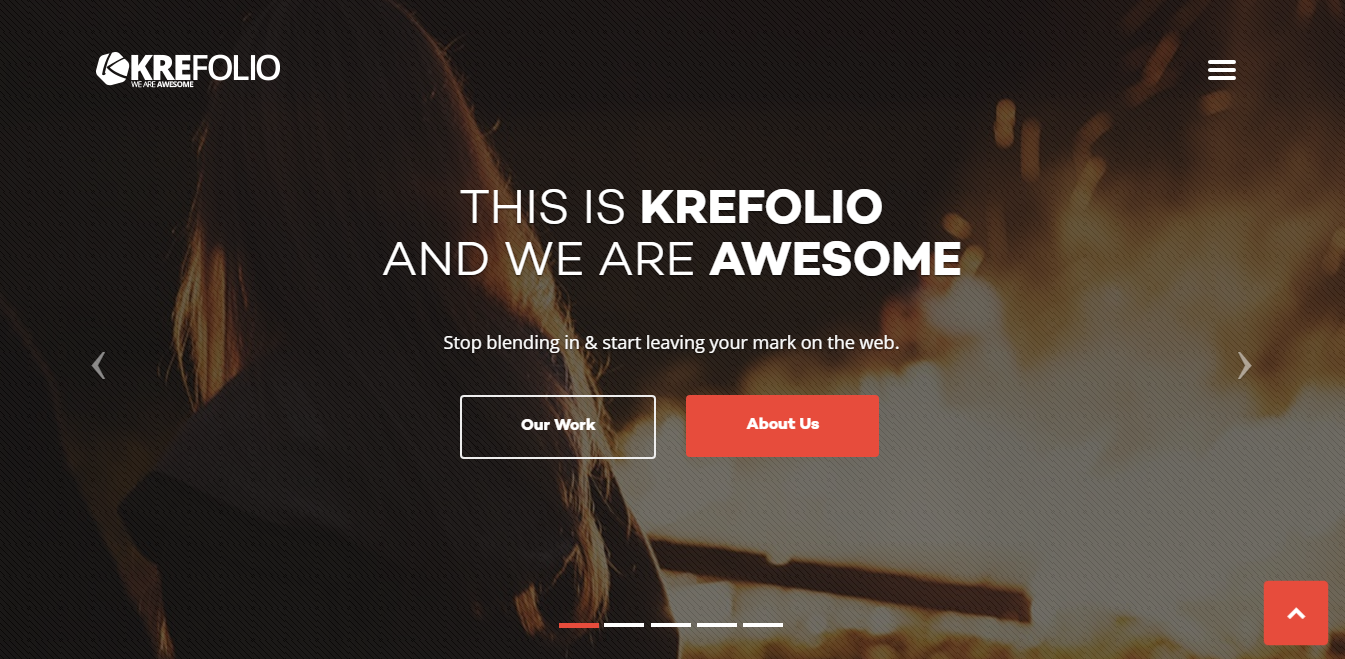 KREFOLIO
WE ARE AWESOME
THIS IS KREFOLIO
AND WE ARE AWESOME
Stop blending in & start leaving your mark on the web.
Our Work
About Us